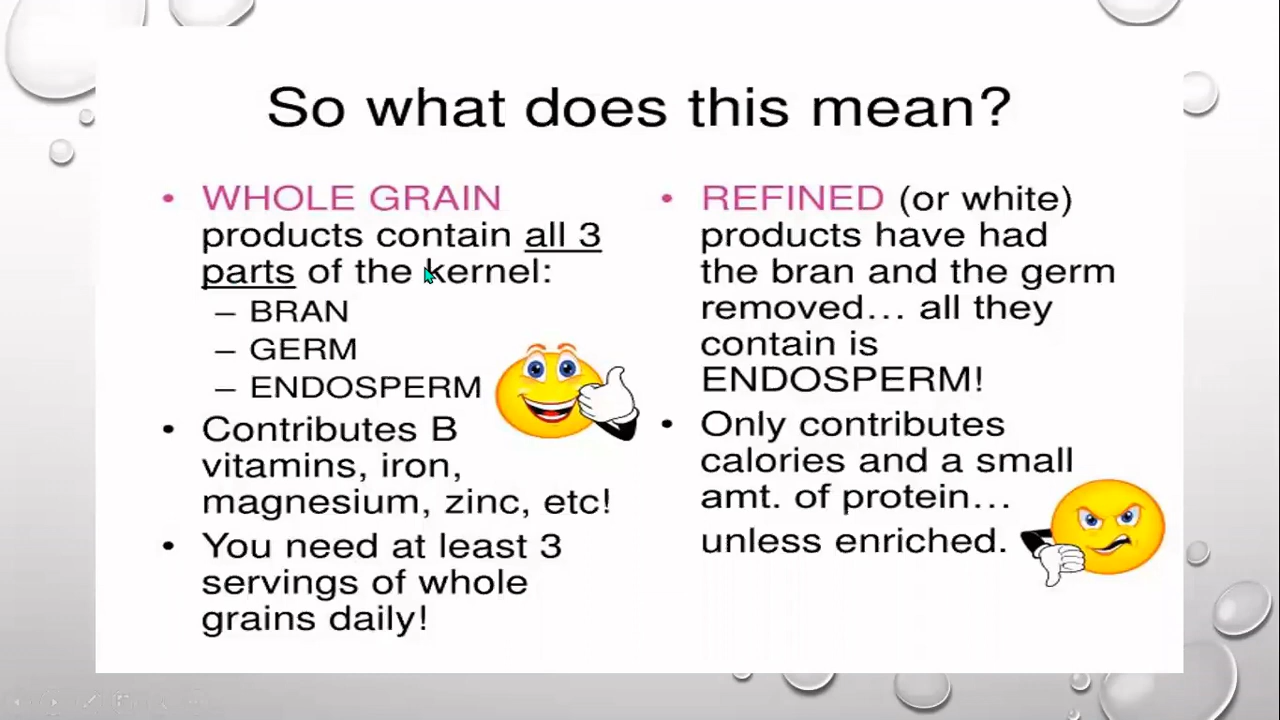 So what does this mean?
• WHOLE GRAIN
products contain all 3
parts of the kernel:
– BRAN
– GERM
– ENDOSPERM
• Contributes B
vitamins, iron,
magnesium, zinc, etc!
• You need at least 3
servings of whole
grains daily!
• REFINED (or white)
products have had
the bran and the germ
removed... all they
contain is
ENDOSPERM!
• Only contributes
calories and a small
amt. of protein...
unless enriched.